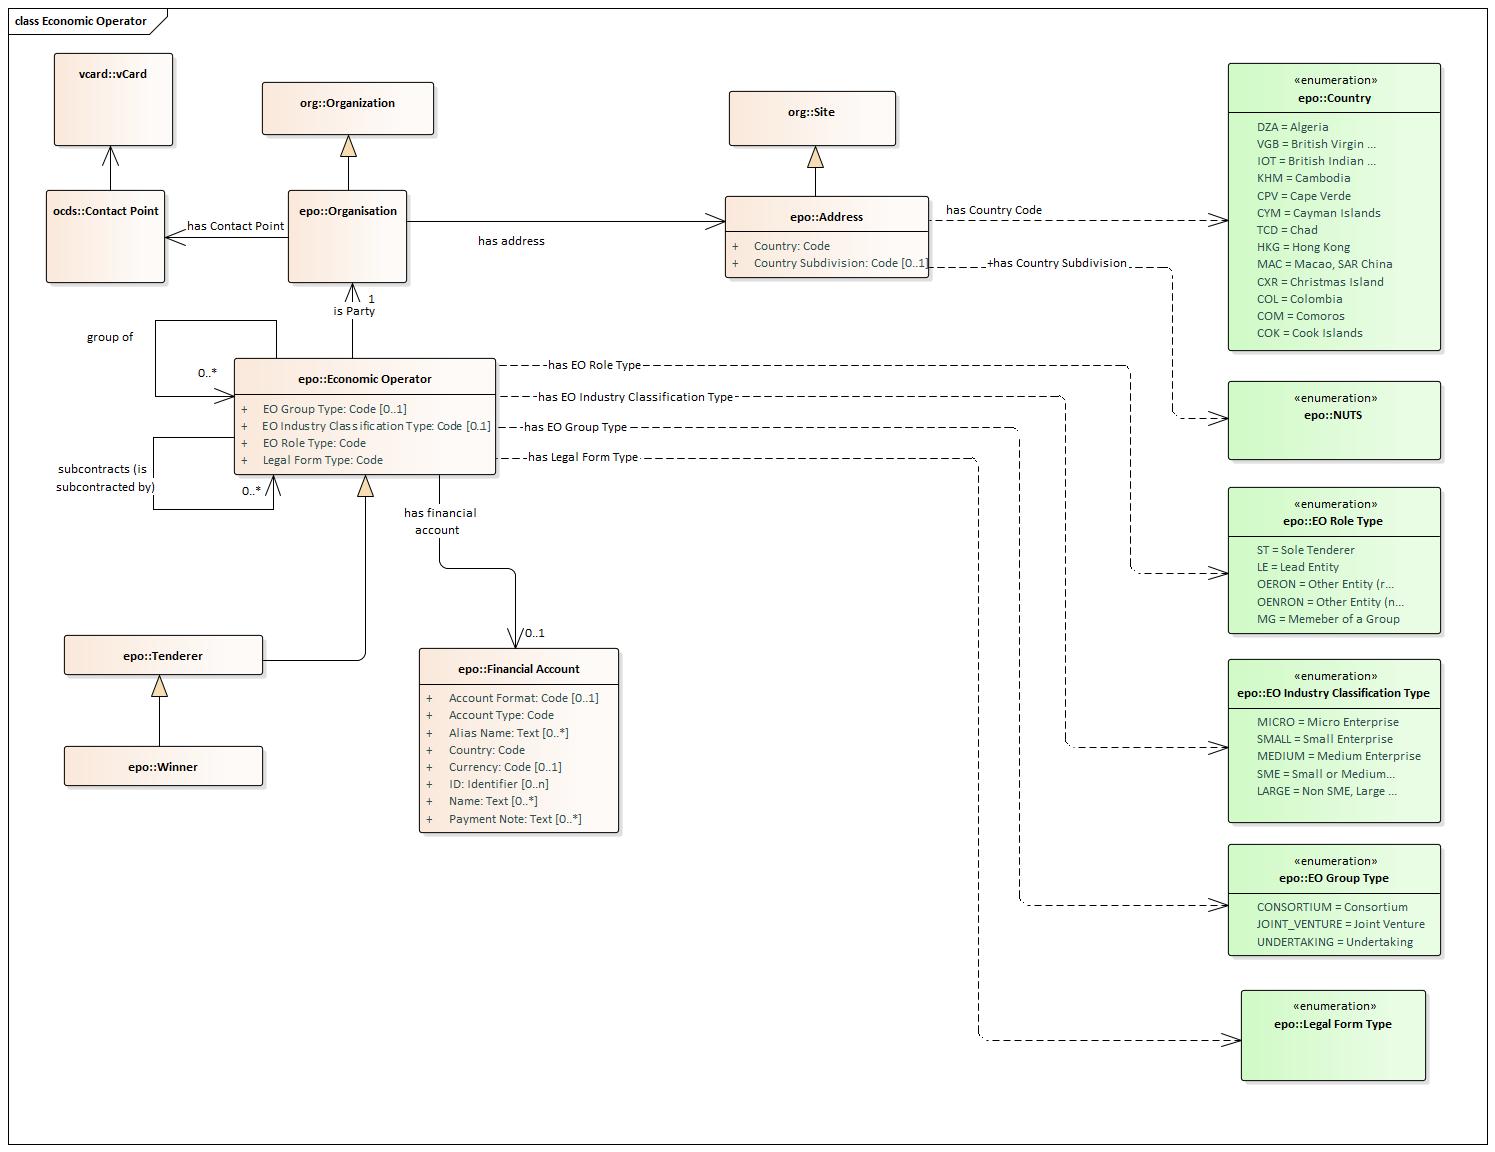 class Economic Operator
vcard::vCard
org::Organization
org::Site
ocds::Contact Point
has Contact Point
epo::Organisation
has address
epo::Address
+ Country: Code
+ Country Subdivision: Code [0..1]
has Country Code
+has Country Subdivision
1
is Party
group of
0..*
epo::Economic Operator
+ EO Group Type: Code [0..1]
+ EO Industry Classification Type: Code [0.1]
+ EO Role Type: Code
+ Legal Form Type: Code
subcontracts (is
subcontracted by)
0..*
has EO Role Type
has EO Industry Classification Type
has EO Group Type
has Legal Form Type
has financial
account
0..1
epo::Tenderer
epo::Winner
epo::Financial Account
+ Account Format: Code [0..1]
+ Account Type: Code
+ Alias Name: Text [0..*]
+ Country: Code
+ Currency: Code [0..1]
+ ID: Identifier [0..n]
+ Name: Text [0..*]
+ Payment Note: Text [0..*]
«enumeration»
epo::Country
DZA = Algeria
VGB = British Virgin ...
IOT = British Indian ...
KHM = Cambodia
CPV = Cape Verde
CYM = Cayman Islands
TCD = Chad
HKG = Hong Kong
MAC = Macao, SAR China
CXR = Christmas Island
COL = Colombia
COM = Comoros
COK = Cook Islands
«enumeration»
epo::NUTS
«enumeration»
epo::EO Role Type
ST = Sole Tenderer
LE = Lead Entity
OERON = Other Entity (r...
OENRON = Other Entity (n...
MG = Memeber of a Group
«enumeration»
epo::EO Industry Classification Type
MICRO = Micro Enterprise
SMALL = Small Enterprise
MEDIUM = Medium Enterprise
SME = Small or Medium...
LARGE = Non SME, Large ...
«enumeration»
epo::EO Group Type
CONSORTIUM = Consortium
JOINT_VENTURE = Joint Venture
UNDERTAKING = Undertaking
«enumeration»
epo::Legal Form Type